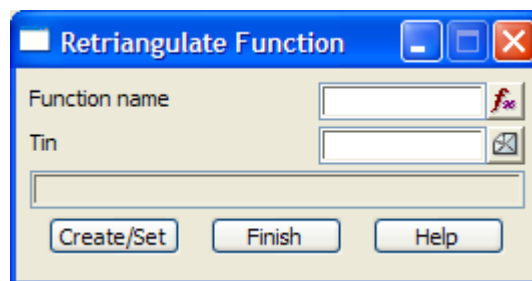 Retriangulate Function
Function name
Tin
Create/Set Finish Help